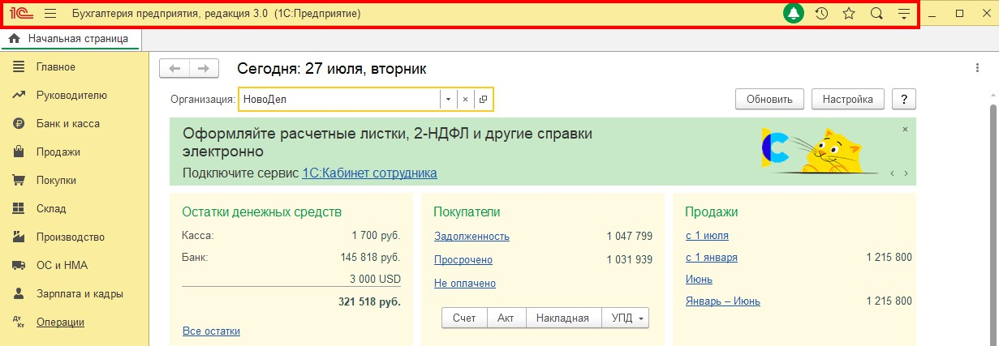 1С Бухгалтерия предприятия, редакция 3.0 (1С:Предприятие)
Начальная страница
Главное
Руководителю
Банк и касса
Продажи
Покупки
Склад
Производство
ОС и НМА
Зарплата и кадры
Дт Кт Операции
Сегодня: 27 июля, вторник
Организация: НовоДел
Обновить Настройка ?
Оформляйте расчетные листки, 2-НДФЛ и другие справки
электронно
Подключите сервис 1С:Кабинет сотрудника
Остатки денежных средств
Касса: 1 700 руб.
Банк: 145 818 руб.
3 000 USD
321 518 руб.
Все остатки
Покупатели
Задолженность 1 047 799
Просрочено 1 031 939
Не оплачено
Счет Акт Накладная УПД
Продажи
с 1 июля
с 1 января 1 215 800
Июнь
Январь – Июнь 1 215 800